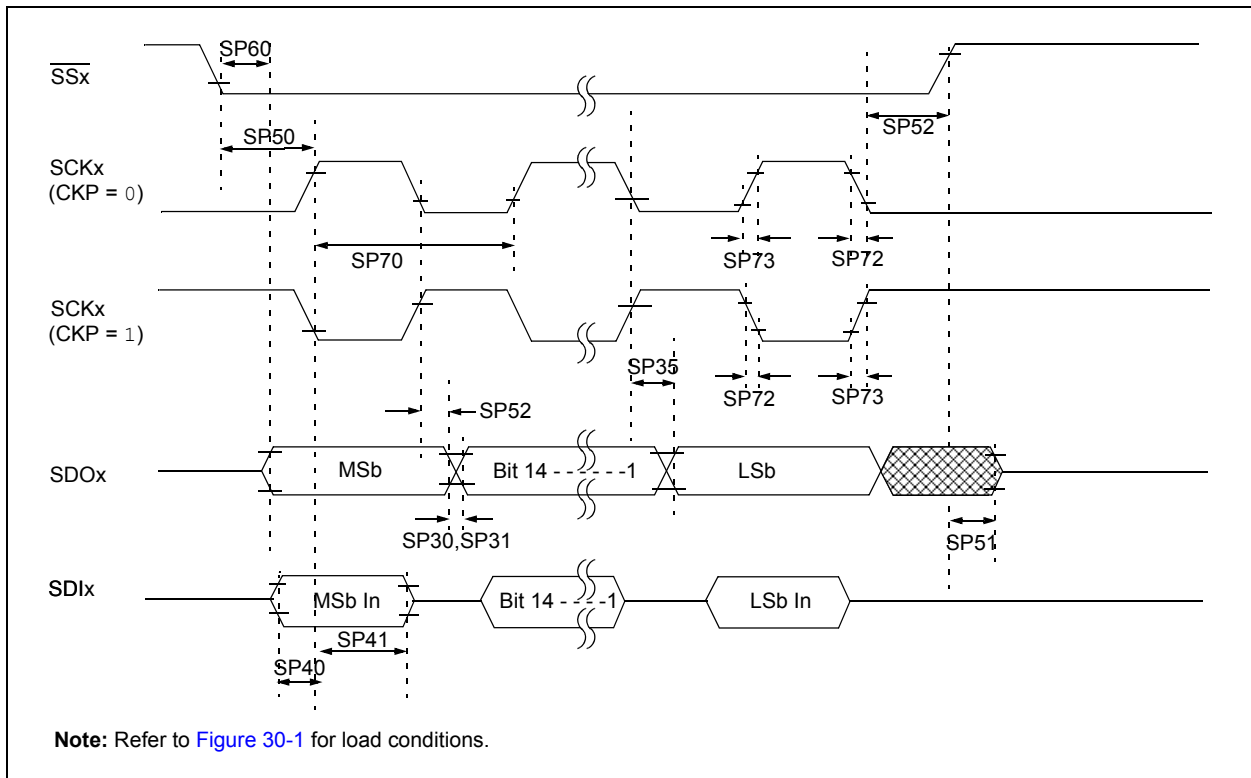 SP60
SSx
SP50
SP52
SCKx
(CKP = 0)
SP70
SP73
SP72
SCKx
(CKP = 1)
SP35
SP72
SP73
SP52
SDOx
MSb
Bit 14 - - - - - -1
LSb
SP30,SP31
SP51
SDIx
MSb In
Bit 14 - - - -1
LSb In
SP41
SP40
Note: Refer to Figure 30-1 for load conditions.